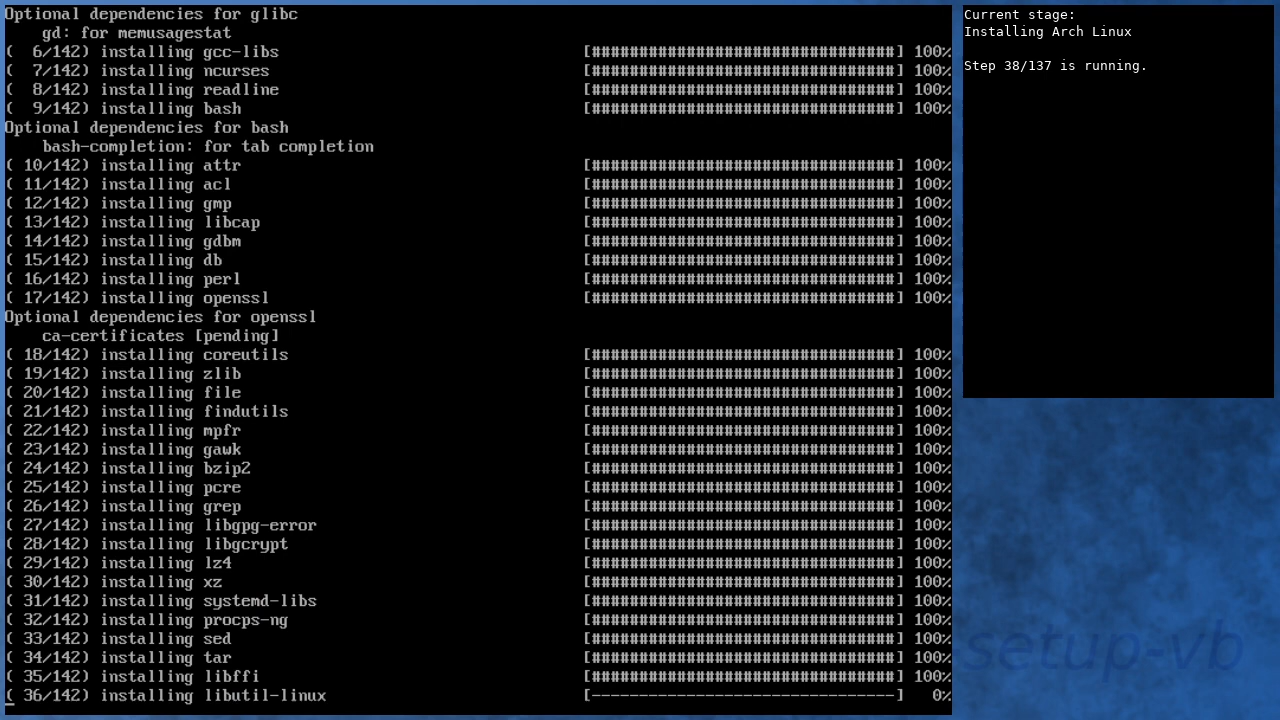 Optional dependencies for glibc
    gd: for memusagestat
(  6/142) installing gcc-libs [################################] 100%
(  7/142) installing ncurses [################################] 100%
(  8/142) installing readline [################################] 100%
(  9/142) installing bash [################################] 100%
Optional dependencies for bash
    bash-completion: for tab completion
( 10/142) installing attr [################################] 100%
( 11/142) installing acl [################################] 100%
( 12/142) installing gmp [################################] 100%
( 13/142) installing libcap [################################] 100%
( 14/142) installing gdbm [################################] 100%
( 15/142) installing db [################################] 100%
( 16/142) installing perl [################################] 100%
( 17/142) installing openssl [################################] 100%
Optional dependencies for openssl
    ca-certificates [pending]
( 18/142) installing coreutils [################################] 100%
( 19/142) installing zlib [################################] 100%
( 20/142) installing file [################################] 100%
( 21/142) installing findutils [################################] 100%
( 22/142) installing mpfr [################################] 100%
( 23/142) installing gawk [################################] 100%
( 24/142) installing bzip2 [################################] 100%
( 25/142) installing pcre [################################] 100%
( 26/142) installing grep [################################] 100%
( 27/142) installing libgpg-error [################################] 100%
( 28/142) installing libgcrypt [################################] 100%
( 29/142) installing lz4 [################################] 100%
( 30/142) installing xz [################################] 100%
( 31/142) installing systemd-libs [################################] 100%
( 32/142) installing procps-ng [################################] 100%
( 33/142) installing sed [################################] 100%
( 34/142) installing tar [################################] 100%
( 35/142) installing libffi [################################] 100%
( 36/142) installing libutil-linux [--------------------------------] 0%
Current stage:
Installing Arch Linux
Step 38/137 is running.
setup-vb